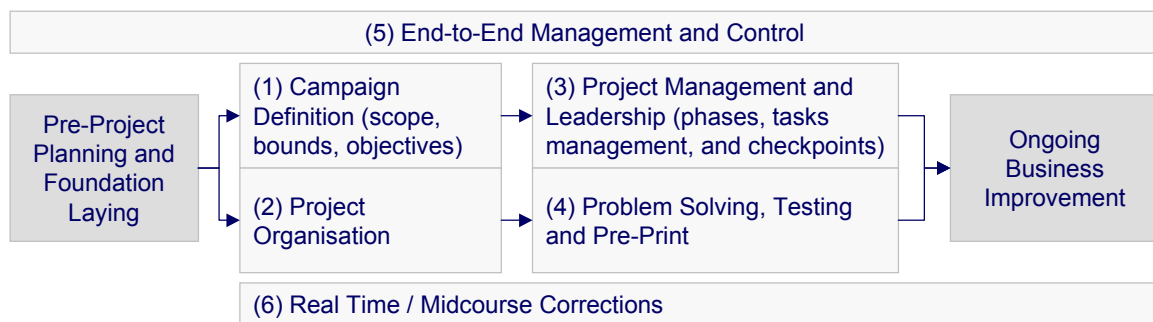 (5) End-to-End Management and Control
Pre-Project
Planning and
Foundation
Laying
(1) Campaign
Definition (scope,
bounds, objectives)
(2) Project
Organisation
(3) Project Management and
Leadership (phases, tasks
management, and checkpoints)
(4) Problem Solving, Testing
and Pre-Print
Ongoing
Business
Improvement
(6) Real Time / Midcourse Corrections